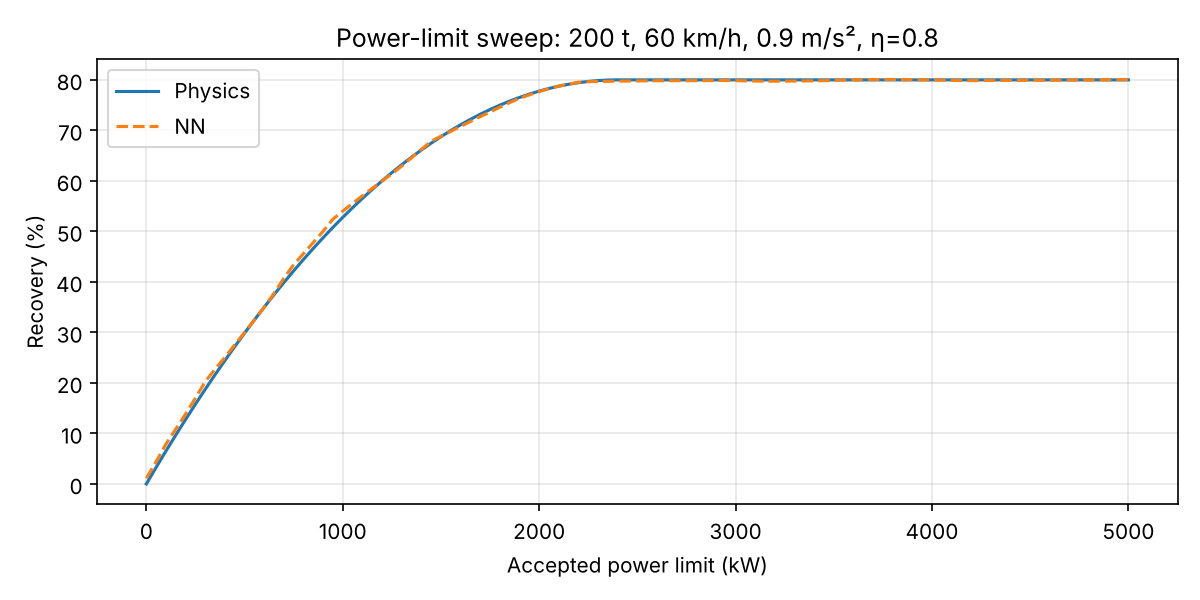 Power-limit sweep: 200 t, 60 km/h, 0.9 m/s², η=0.8
Physics
NN
Recovery (%)
80
70
60
50
40
30
20
10
0
0 1000 2000 3000 4000 5000
Accepted power limit (kW)